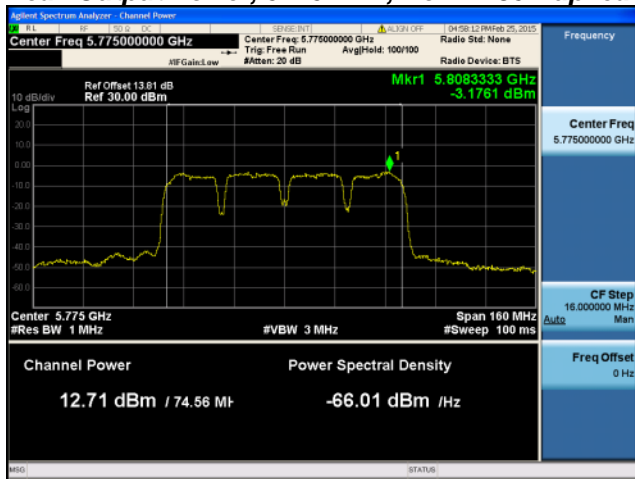 Agilent Spectrum Analyzer - Channel Power
RL RF 50 Ω DC SENSE:INT ALIGN OFF 04:58:12 PM Feb 25, 2015
Center Freq 5.775000000 GHz
Center Freq: 5.775000000 GHz
Radio Std: None
Trig: Free Run Avg|Hold: 100/100
#IFGain:Low
#Atten: 20 dB
Radio Device: BTS
Frequency
Mkr1 5.8083333 GHz
-3.1761 dBm
Ref Offset 13.81 dB
10 dB/div Ref 30.00 dBm
Log
20.0
10.0
0.00
-10.0
-20.0
-30.0
-40.0
-50.0
-60.0
1
Center 5.775 GHz
Span 160 MHz
#Res BW 1 MHz
#VBW 3 MHz
#Sweep 100 ms
Center Freq
5.775000000 GHz
CF Step
16.000000 MHz
Auto Man
Freq Offset
0 Hz
Channel Power
Power Spectral Density
12.71 dBm / 74.56 MH
-66.01 dBm /Hz
MSG
STATUS